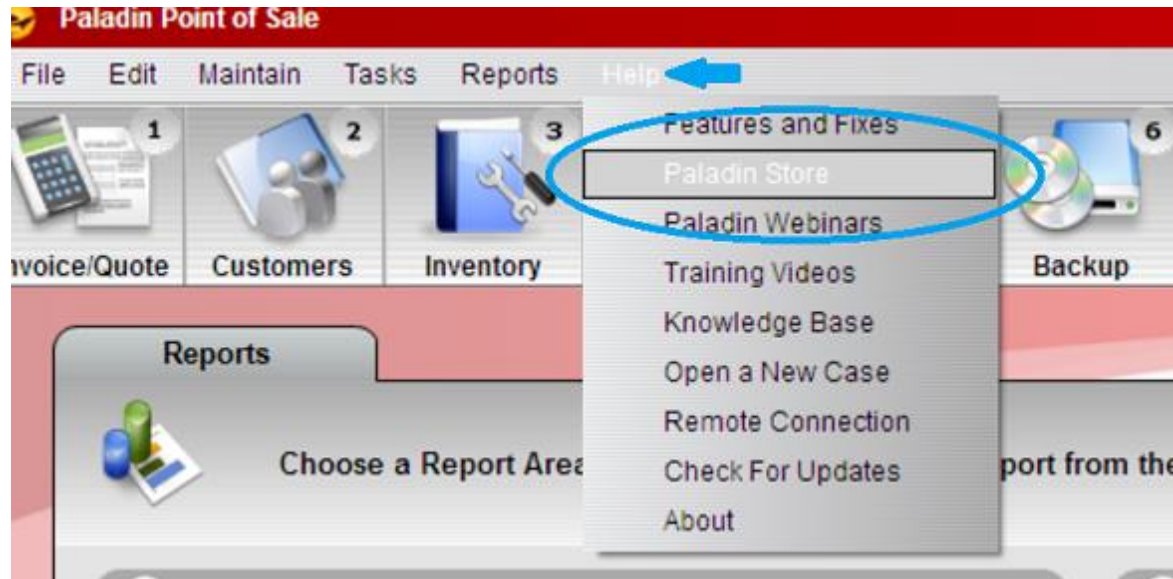 Paladin Point of Sale
File Edit Maintain Tasks Reports Help
1 2 3 6
nvoice/Quote Customers Inventory Backup
Features and Fixes
Paladin Store
Paladin Webinars
Training Videos
Knowledge Base
Open a New Case
Remote Connection
Check For Updates
About
Reports
Choose a Report Area
port from the